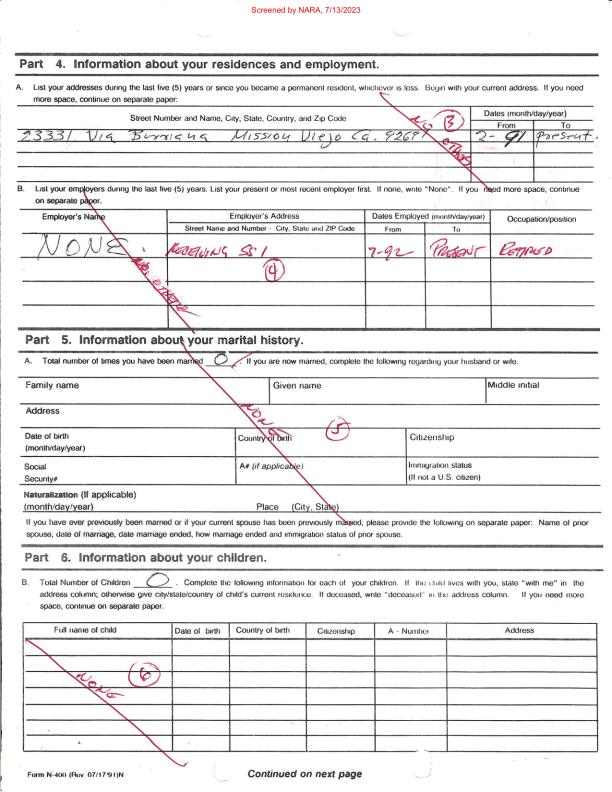 Screened by NARA, 7/13/2023
Part 4. Information about your residences and employment.
A. List your addresses during the last five (5) years or since you became a permanent resident, whichever is less. Begin with your current address. If you need
more space, continue on separate paper:
Street Number and Name, City, State, Country, and Zip Code
Dates (month/day/year)
From To
NO OTHERS
3
23331 Via Burriana Mission Viejo Ca. 92691 2-91 present.
B. List your employers during the last five (5) years. List your present or most recent employer first. If none, write "None". If you need more space, continue
on separate paper.
Employer's Name Employer's Address Dates Employed (month/day/year) Occupation/position
Street Name and Number - City, State and ZIP Code From To
NONE. RECEIVING SSI 7-92 PRESENT RETIRED
4
NO OTHERS
Part 5. Information about your marital history.
A. Total number of times you have been married 0 . If you are now married, complete the following regarding your husband or wife.
Family name Given name Middle initial
Address
NONE
5
Date of birth Country of birth Citizenship
(month/day/year)
Social A# (if applicable) Immigration status
Security# (If not a U.S. citizen)
Naturalization (If applicable)
(month/day/year) Place (City, State)
If you have ever previously been married or if your current spouse has been previously married, please provide the following on separate paper: Name of prior
spouse, date of marriage, date marriage ended, how marriage ended and immigration status of prior spouse.
Part 6. Information about your children.
B. Total Number of Children 0 . Complete the following information for each of your children. If the child lives with you, state "with me" in the
address column; otherwise give city/state/country of child's current residence. If deceased, write "deceased" in the address column. If you need more
space, continue on separate paper.
Full name of child Date of birth Country of birth Citizenship A - Number Address
NONE
6
Form N-400 (Rev. 07/17/91)N Continued on next page